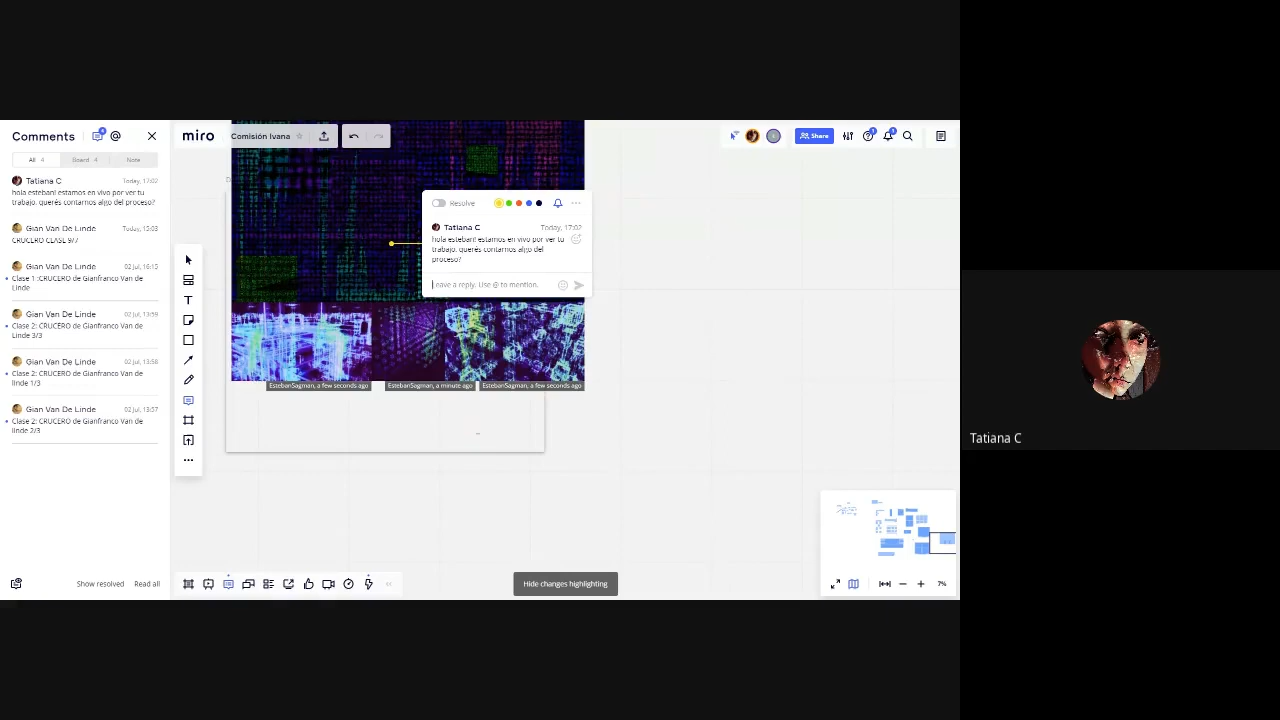 Comments
All 4
Board 4
Note
Tatiana C
Today, 17:02
hola esteban! estamos en vivo por ver tu
trabajo. querés contarnos algo del proceso?
Gian Van De Linde
Today, 15:03
CRUCERO CLASE 9/7
Gian Van De Linde
02 Jul, 16:15
Clase 1: CRUCERO de Gianfranco Van de
Linde
Gian Van De Linde
02 Jul, 13:59
Clase 2: CRUCERO de Gianfranco Van de
Linde 3/3
Gian Van De Linde
02 Jul, 13:58
Clase 2: CRUCERO de Gianfranco Van de
linde 1/3
Gian Van De Linde
02 Jul, 13:57
Clase 2: CRUCERO de Gianfranco Van de
linde 2/3
Show resolved
Read all
miro
Comisión Ivana
Share
Resolve
Tatiana C
Today, 17:02
hola esteban! estamos en vivo por ver tu
trabajo. querés contarnos algo del
proceso?
Leave a reply. Use @ to mention.
EstebanSagman, a few seconds ago
EstebanSagman, a minute ago
EstebanSagman, a few seconds ago
Hide changes highlighting
7%
Tatiana C